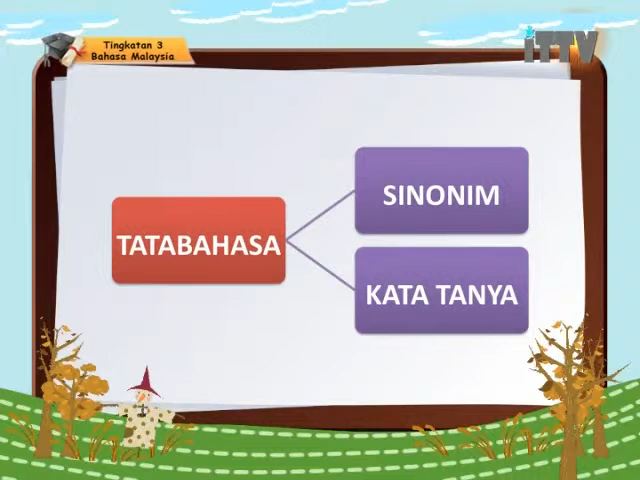 Tingkatan 3
Bahasa Malaysia
iTTV
TATABAHASA
SINONIM
KATA TANYA